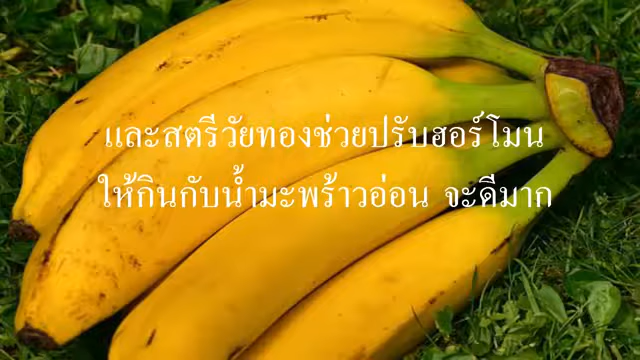 และสตรีวัยทองช่วยปรับฮอร์โมน
ให้กินกับน้ำมะพร้าวอ่อน จะดีมาก